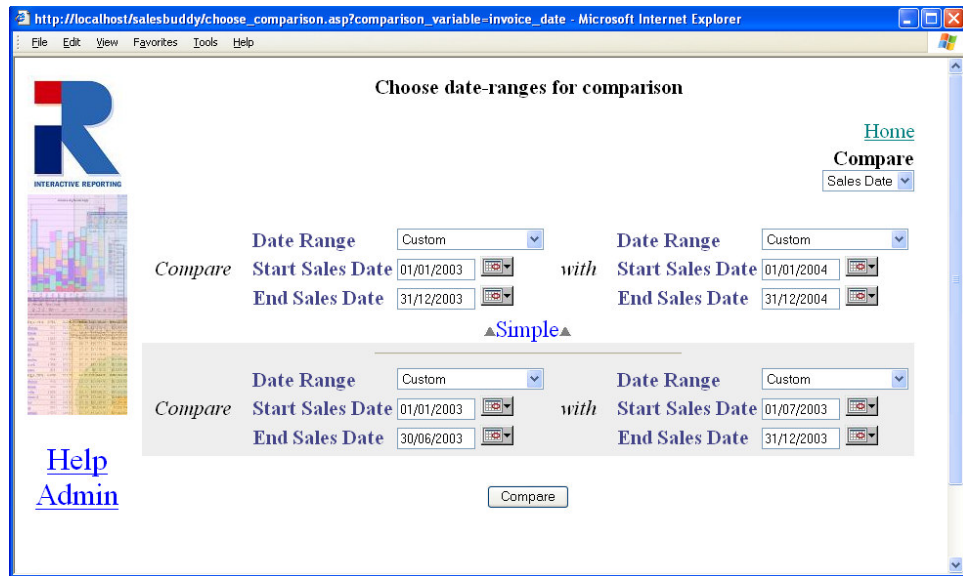 http://localhost/salesbuddy/choose_comparison.asp?comparison_variable=invoice_date - Microsoft Internet Explorer
File Edit View Favorites Tools Help
Choose date-ranges for comparison
Home
Compare
Sales Date
INTERACTIVE REPORTING
Date Range Custom Date Range Custom
Compare Start Sales Date 01/01/2003 with Start Sales Date 01/01/2004
End Sales Date 31/12/2003 End Sales Date 31/12/2004
▲Simple▲
Date Range Custom Date Range Custom
Compare Start Sales Date 01/01/2003 with Start Sales Date 01/07/2003
End Sales Date 30/06/2003 End Sales Date 31/12/2003
Help
Admin
Compare